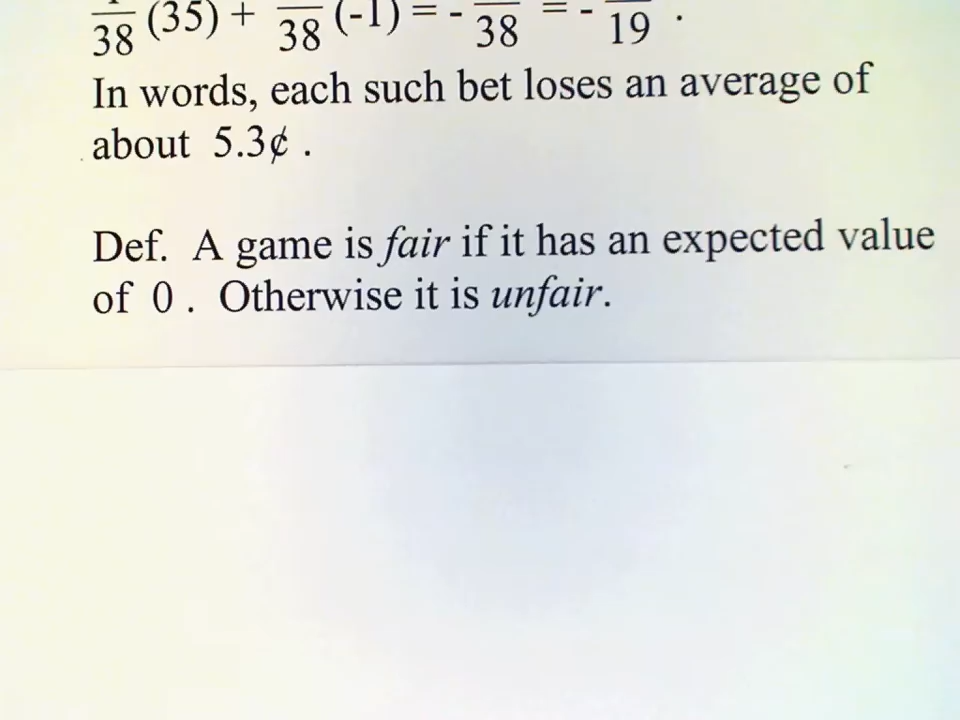 38 (35) + 38 (-1) = - 38 = - 19 .
In words, each such bet loses an average of
about 5.3¢ .
Def. A game is fair if it has an expected value
of 0 . Otherwise it is unfair.